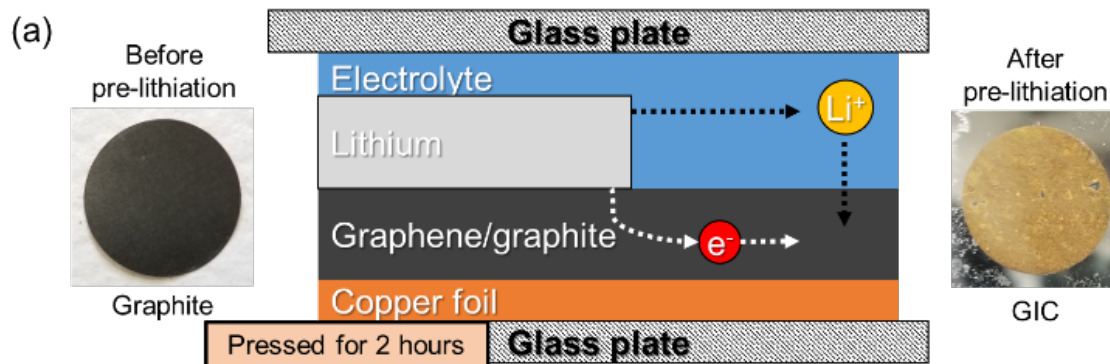 (a)
Before
pre-lithiation
Graphite
Glass plate
Electrolyte
Lithium
Li+
Graphene/graphite
e-
Copper foil
Pressed for 2 hours
Glass plate
After
pre-lithiation
GIC